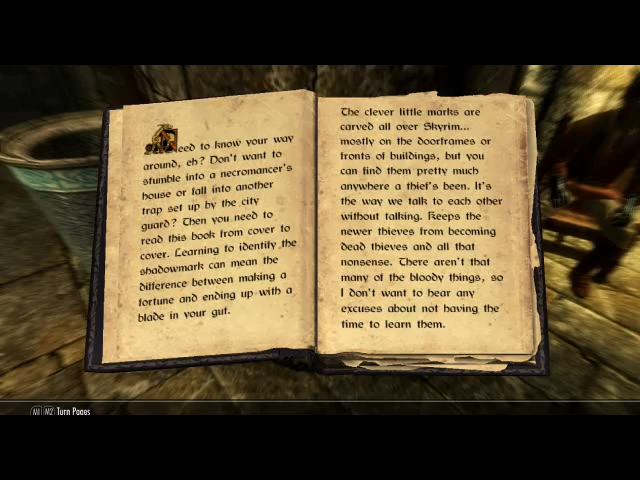 Need to know your way
around, eh? Don't want to
stumble into a necromancer's
house or fall into another
trap set up by the city
guard? Then you need to
read this book from cover to
cover. Learning to identify the
shadowmark can mean the
difference between making a
fortune and ending up with a
blade in your gut.
The clever little marks are
carved all over Skyrim...
mostly on the doorframes or
fronts of buildings, but you
can find them pretty much
anywhere a thief's been. It's
the way we talk to each other
without talking. Keeps the
newer thieves from becoming
dead thieves and all that
nonsense. There aren't that
many of the bloody things, so
I don't want to hear any
excuses about not having the
time to learn them.
M1 M2 Turn Pages